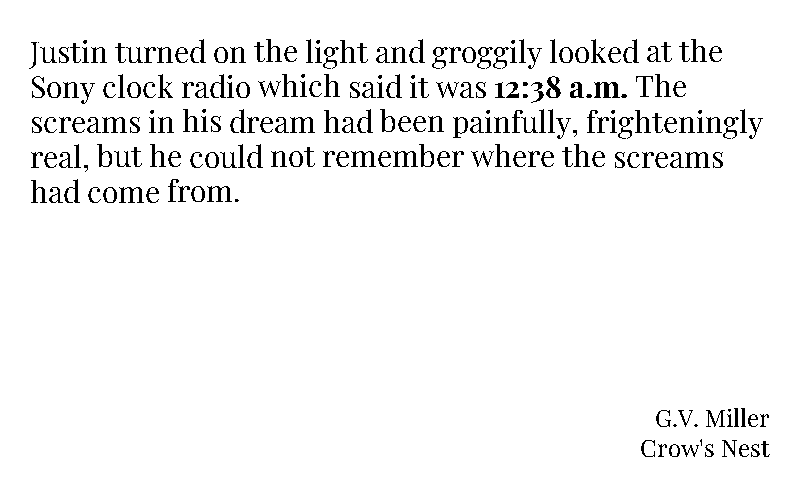 Justin turned on the light and groggily looked at the
Sony clock radio which said it was 12:38 a.m. The
screams in his dream had been painfully, frighteningly
real, but he could not remember where the screams
had come from.
G.V. Miller
Crow's Nest